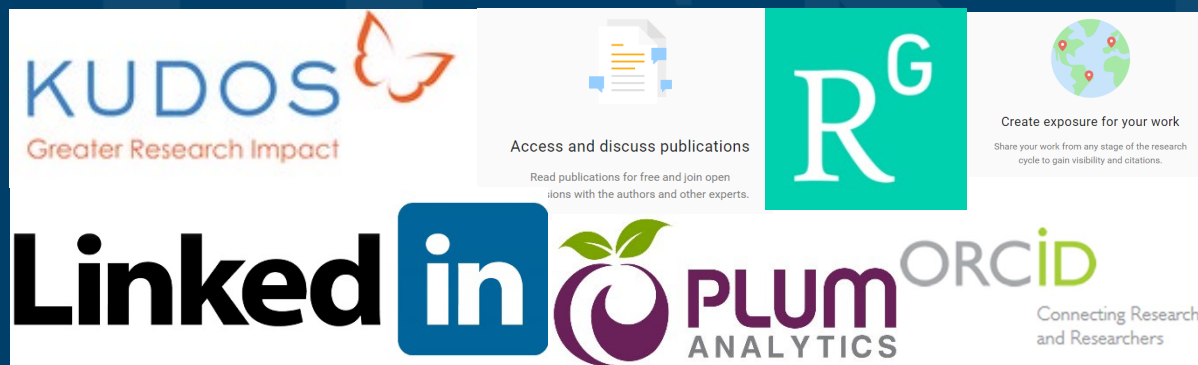 KUDOS
Greater Research Impact
Access and discuss publications
Read publications for free and join open
ions with the authors and other experts.
RG
Create exposure for your work
Share your work from any stage of the research
cycle to gain visibility and citations.
Linked in
PLUM
ANALYTICS
ORCiD
Connecting Research
and Researchers